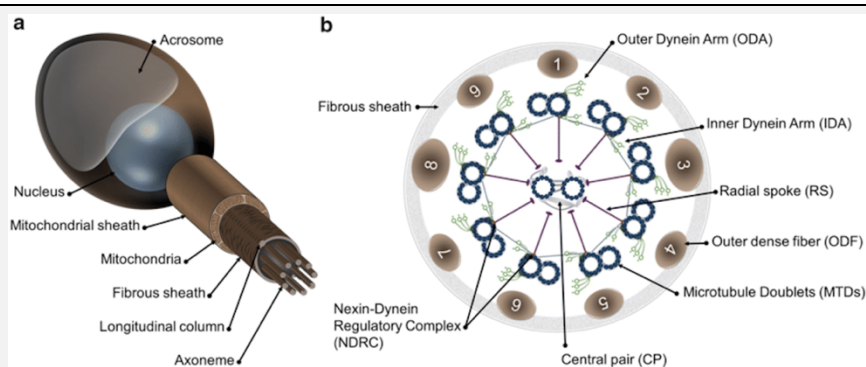 a
Acrosome
Nucleus
Mitochondrial sheath
Mitochondria
Fibrous sheath
Longitudinal column
Axoneme
b
Outer Dynein Arm (ODA)
Fibrous sheath
Inner Dynein Arm (IDA)
Radial spoke (RS)
Outer dense fiber (ODF)
Microtubule Doublets (MTDs)
Nexin-Dynein
Regulatory Complex
(NDRC)
Central pair (CP)
1
2
3
4
5
6
7
8
9